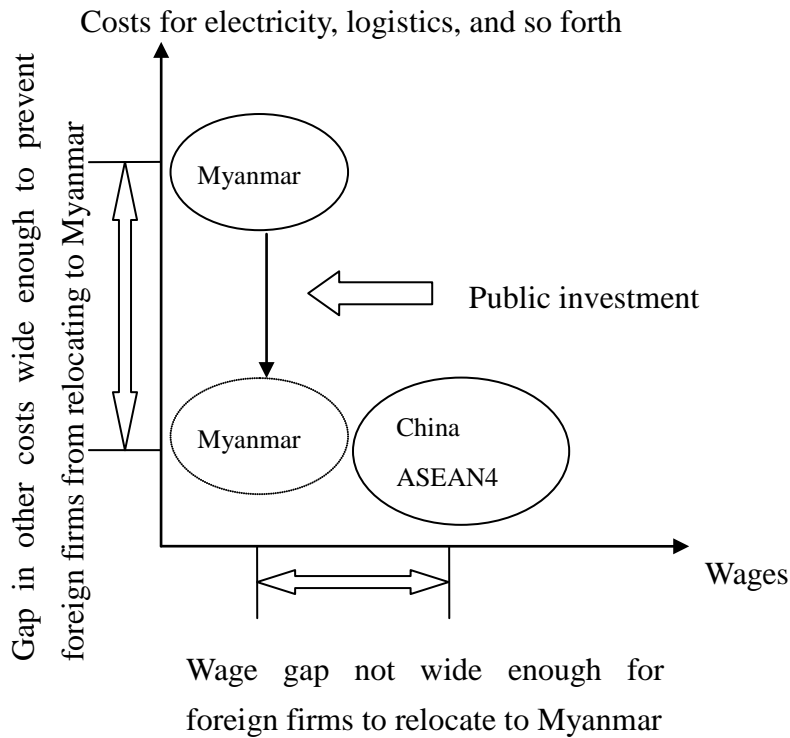 Costs for electricity, logistics, and so forth
Gap in other costs wide enough to prevent
foreign firms from relocating to Myanmar
Myanmar
Public investment
Myanmar
China
ASEAN4
Wages
Wage gap not wide enough for
foreign firms to relocate to Myanmar